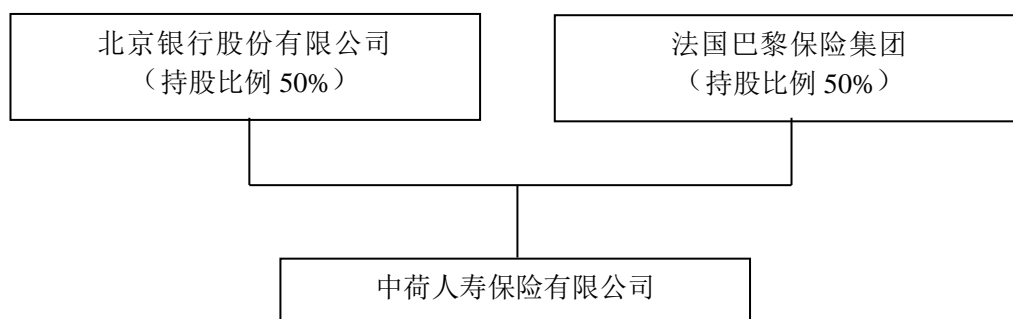 北京银行股份有限公司
（持股比例 50%）
法国巴黎保险集团
（持股比例 50%）
中荷人寿保险有限公司